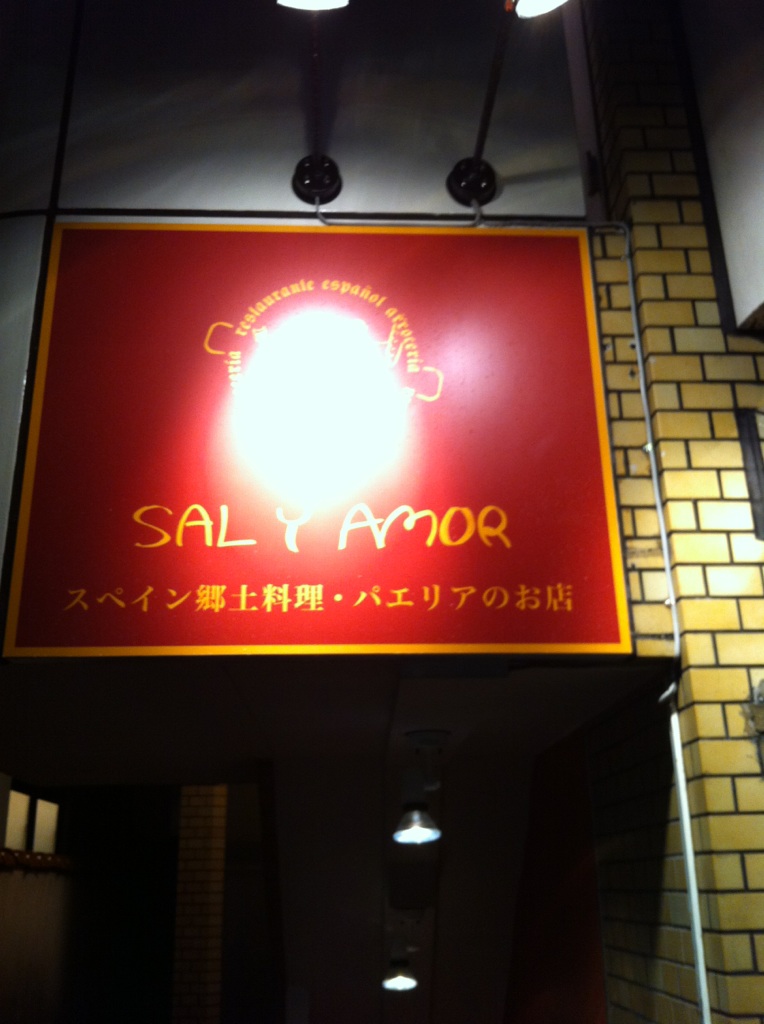 restaurante español arrocería
SAL Y AMOR
スペイン郷土料理・パエリアのお店